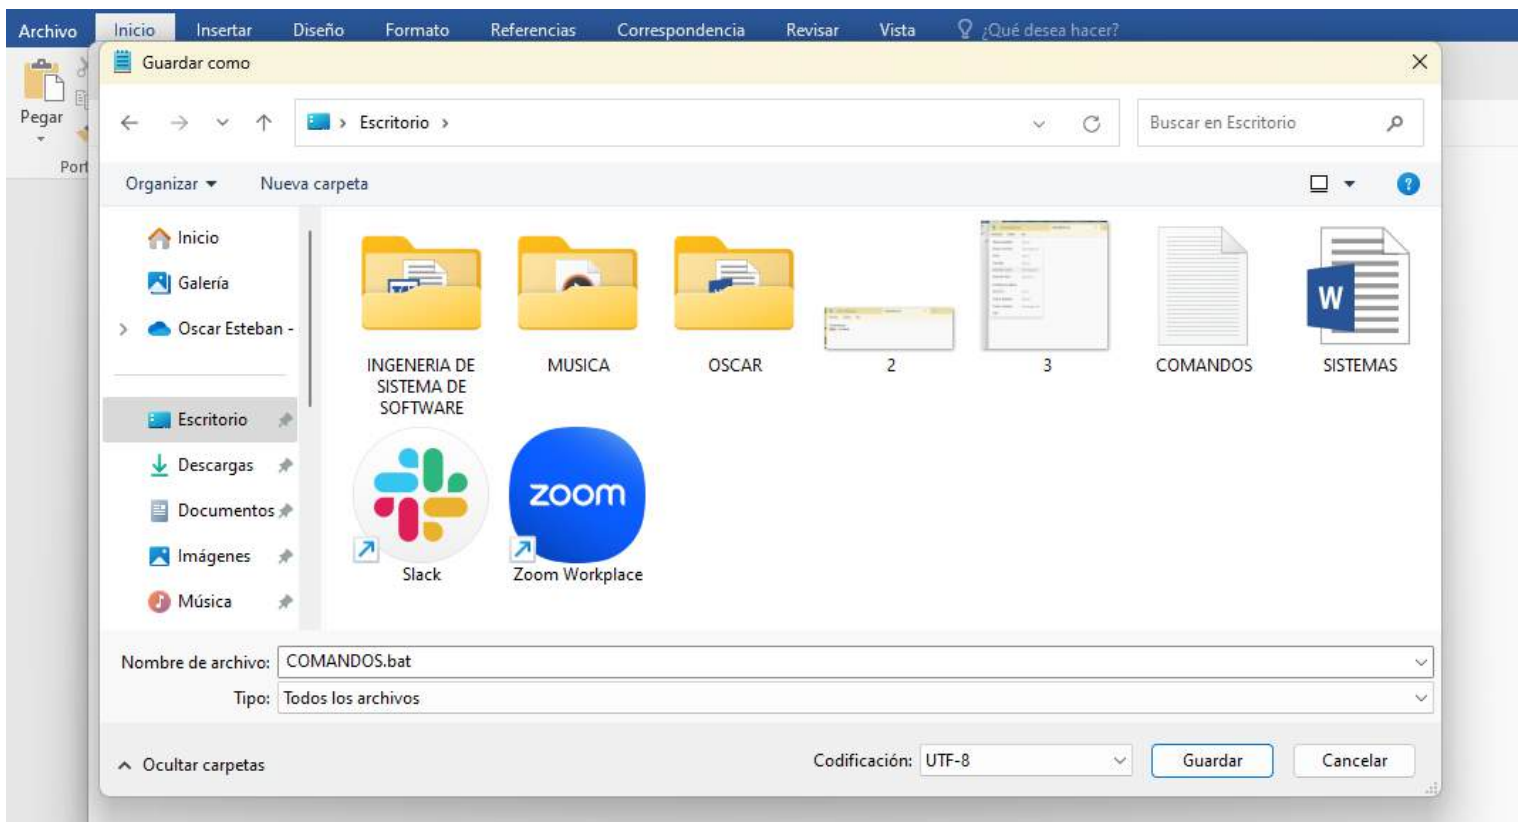 Archivo Inicio Insertar Diseño Formato Referencias Correspondencia Revisar Vista ¿Qué desea hacer?
Pegar
Port
Guardar como
Escritorio
Buscar en Escritorio
Organizar Nueva carpeta
Inicio
Galería
Oscar Esteban -
Escritorio
Descargas
Documentos
Imágenes
Música
INGENERIA DE
SISTEMA DE
SOFTWARE
MUSICA
OSCAR
2
3
COMANDOS
W
SISTEMAS
Slack
zoom
Zoom Workplace
Nombre de archivo: COMANDOS.bat
Tipo: Todos los archivos
Ocultar carpetas
Codificación: UTF-8
Guardar
Cancelar